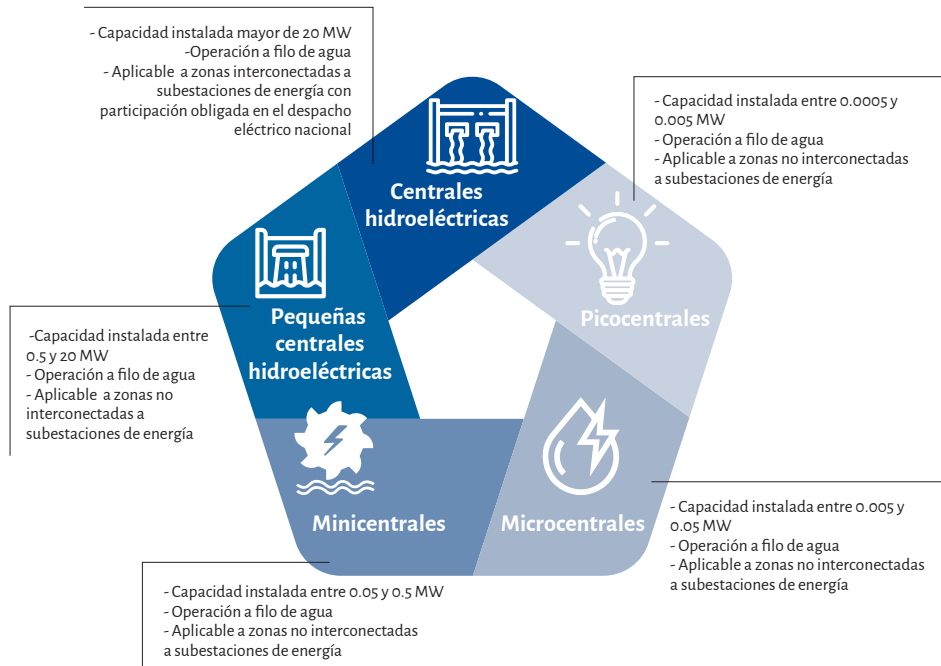 - Capacidad instalada mayor de 20 MW
-Operación a filo de agua
- Aplicable a zonas interconectadas a
subestaciones de energía con
participación obligada en el despacho
eléctrico nacional
Centrales
hidroeléctricas
- Capacidad instalada entre 0.0005 y
0.005 MW
- Operación a filo de agua
- Aplicable a zonas no interconectadas
a subestaciones de energía
Picocentrales
Pequeñas
centrales
hidroeléctricas
-Capacidad instalada entre
0.5 y 20 MW
- Operación a filo de agua
- Aplicable a zonas no
interconectadas a
subestaciones de energía
Minicentrales
Microcentrales
- Capacidad instalada entre 0.005 y
0.05 MW
- Operación a filo de agua
- Aplicable a zonas no interconectadas
a subestaciones de energía
- Capacidad instalada entre 0.05 y 0.5 MW
- Operación a filo de agua
- Aplicable a zonas no interconectadas
a subestaciones de energía